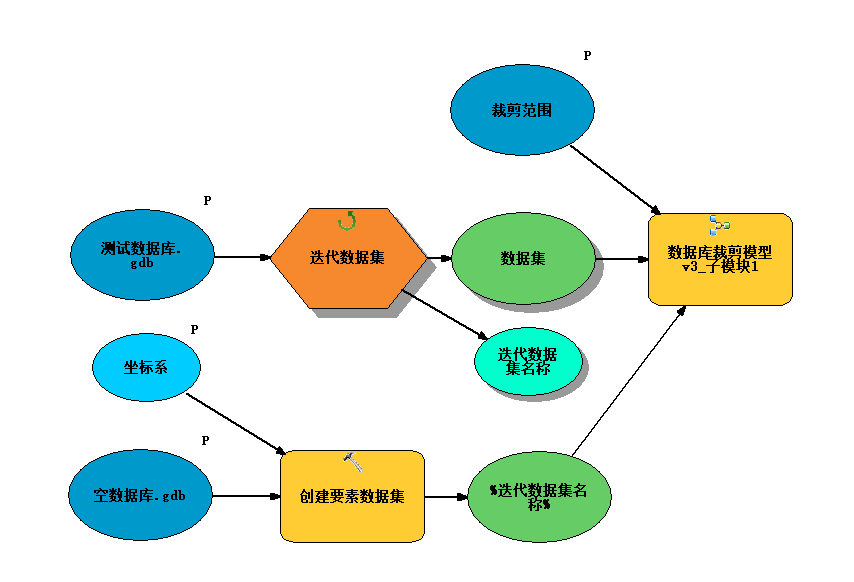 P
裁剪范围
P
测试数据库.
gdb
迭代数据集
数据集
数据库裁剪模型
v3_子模块1
P
坐标系
迭代数据
集名称
P
空数据库.gdb
创建要素数据集
%迭代数据集名
称%